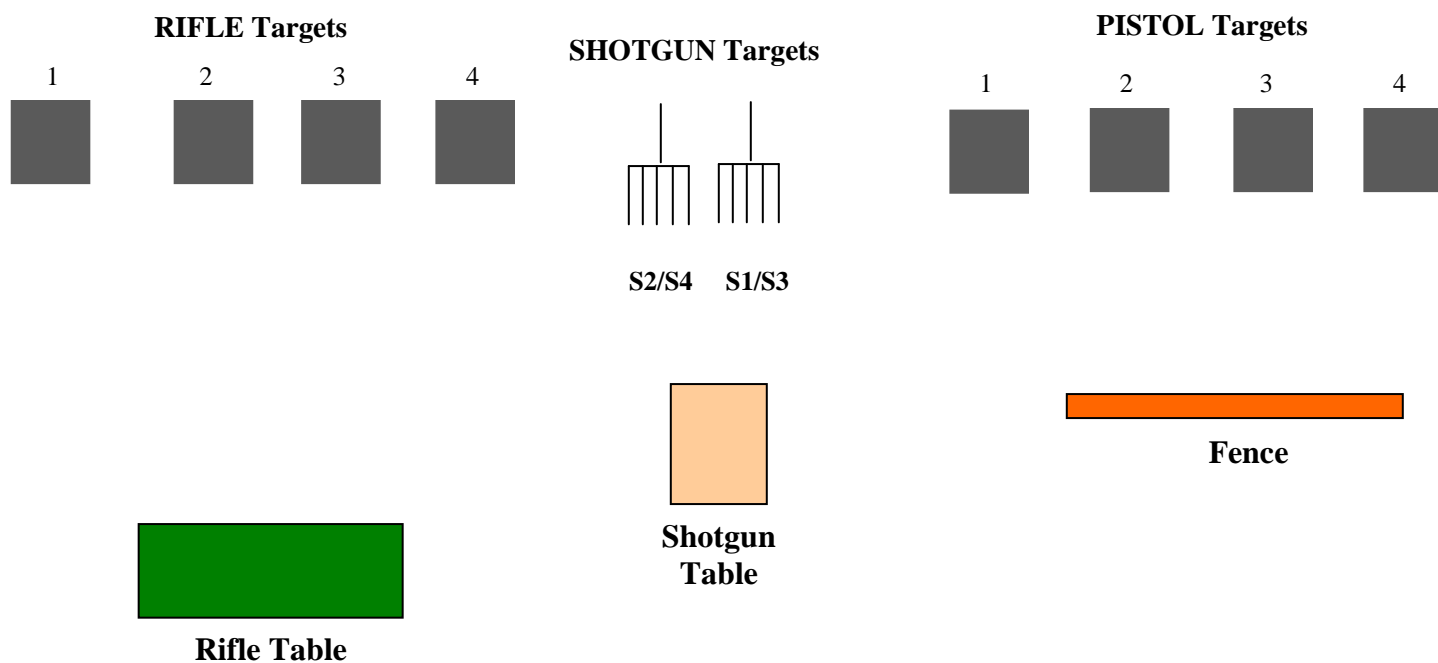 RIFLE Targets
1 2 3 4
SHOTGUN Targets
S2/S4 S1/S3
PISTOL Targets
1 2 3 4
Fence
Shotgun
Table
Rifle Table